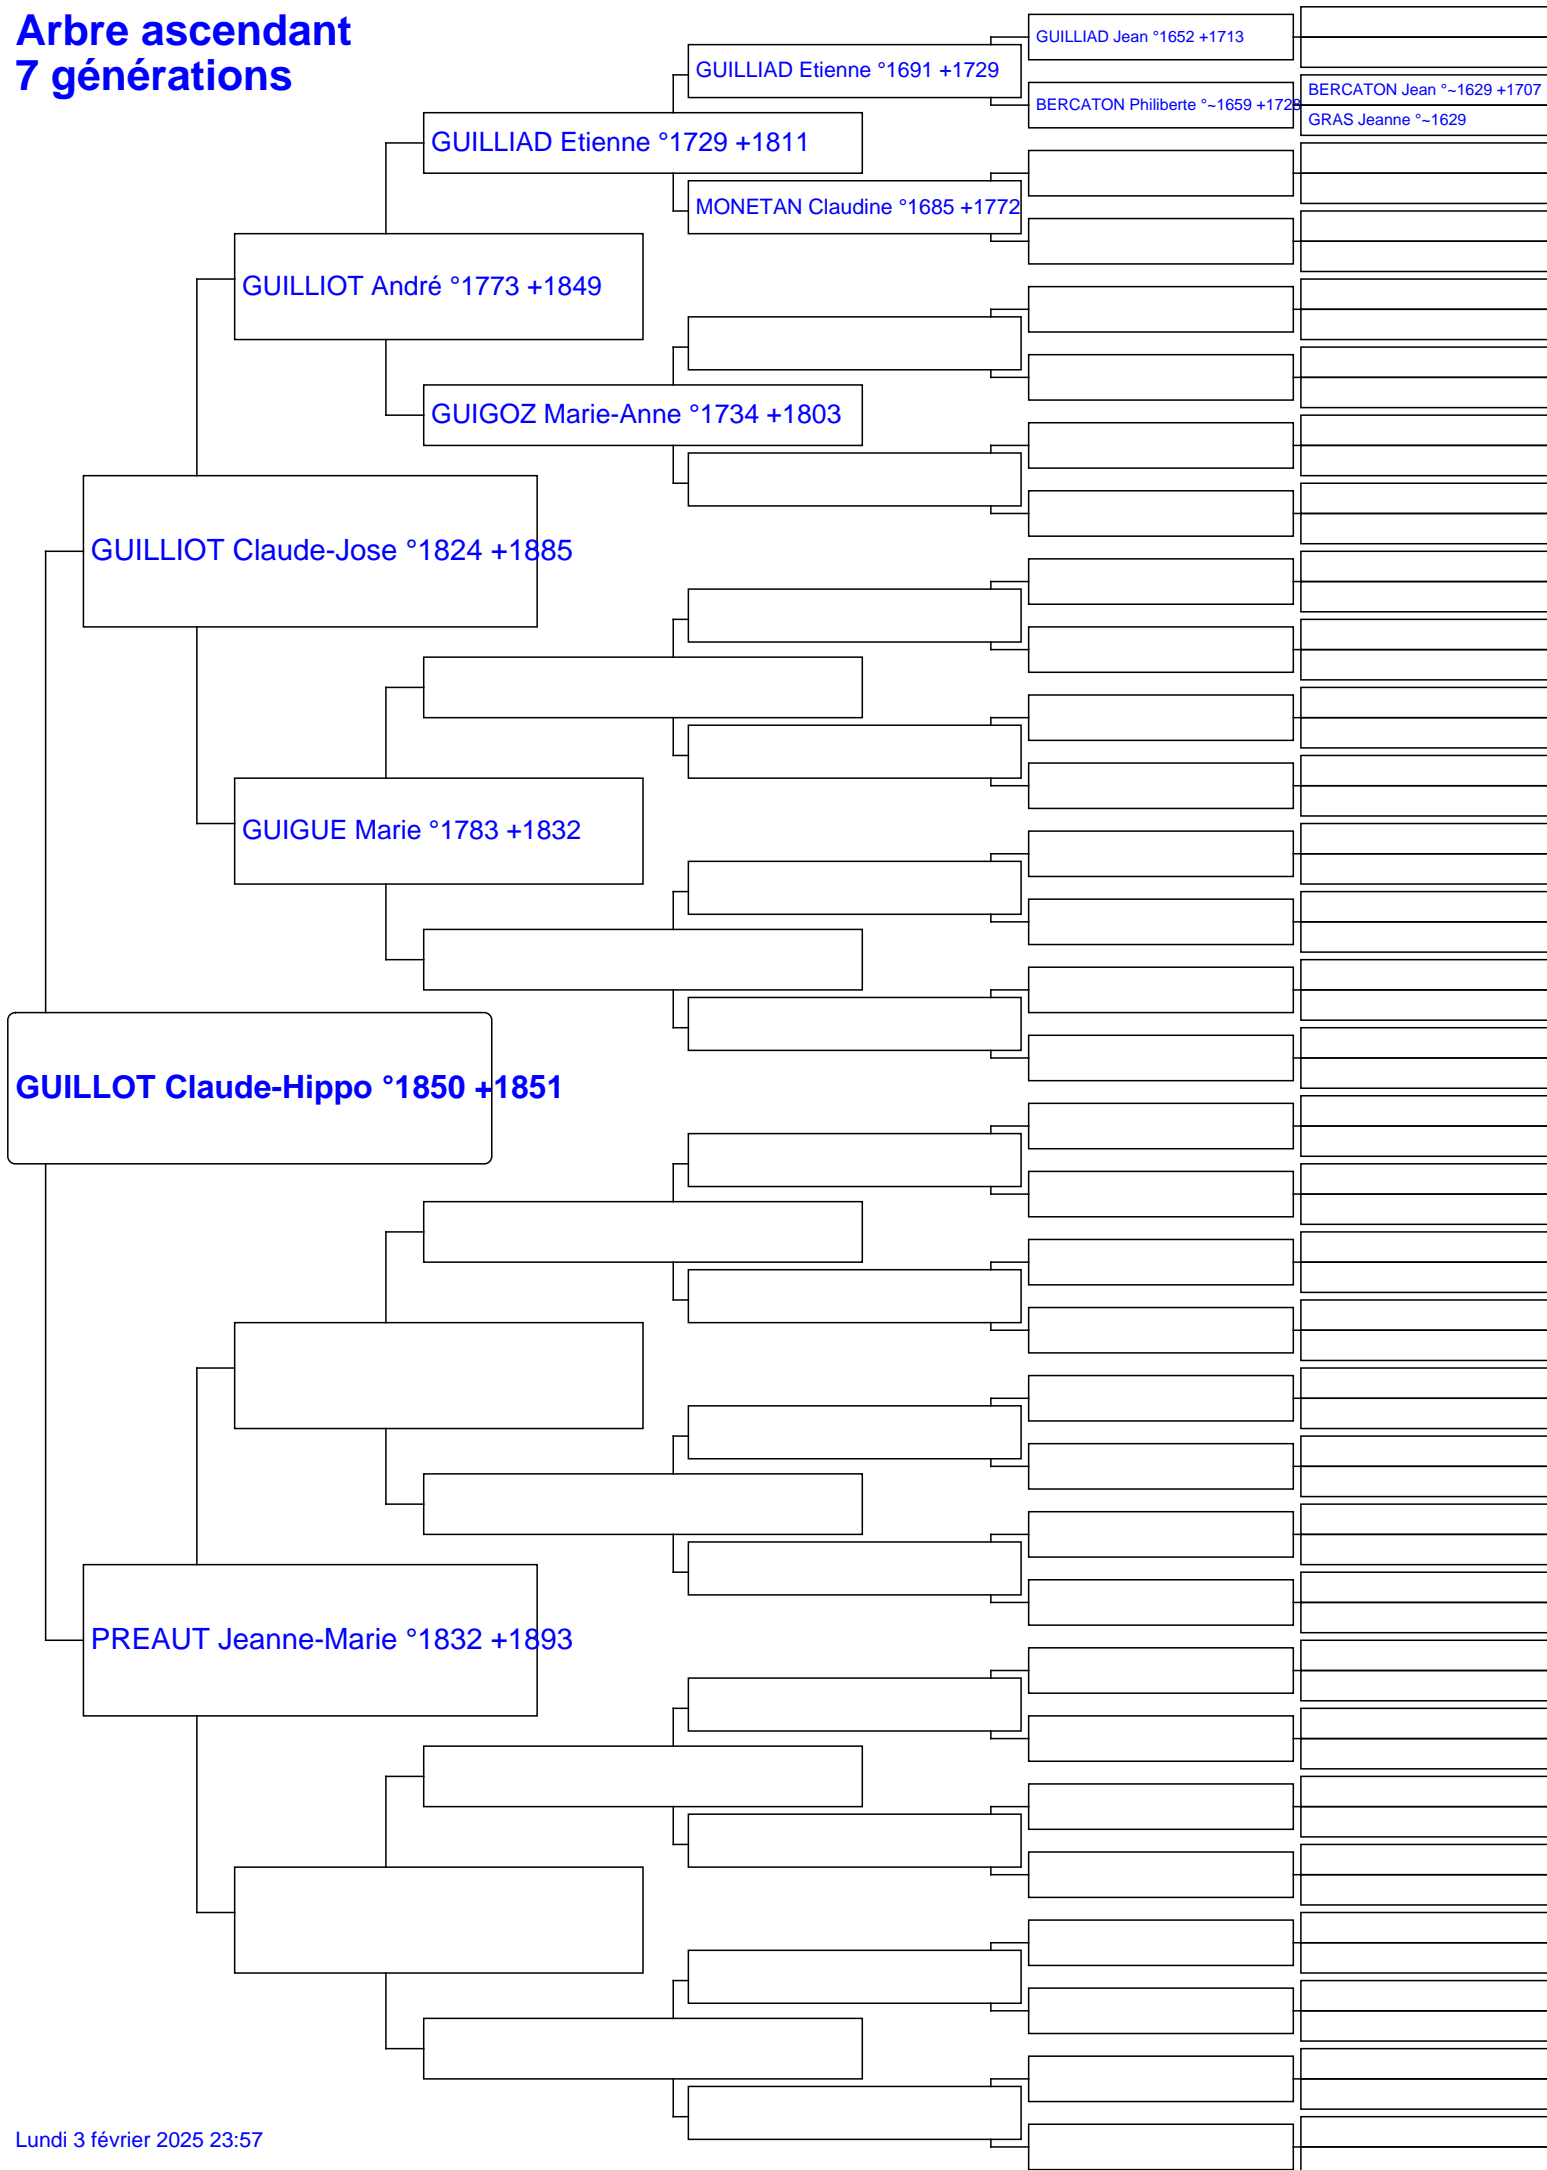 Arbre ascendant
7 générations
GUILLIAD Jean °1652 +1713
GUILLIAD Etienne °1691 +1729
BERCATON Jean °~1629 +1707
BERCATON Philiberte °~1659 +1728
GRAS Jeanne °~1629
GUILLIAD Etienne °1729 +1811
MONETAN Claudine °1685 +1772
GUILLIOT André °1773 +1849
GUIGOZ Marie-Anne °1734 +1803
GUILLIOT Claude-Jose °1824 +1885
GUIGUE Marie °1783 +1832
GUILLOT Claude-Hippo °1850 +1851
PREAUT Jeanne-Marie °1832 +1893
Lundi 3 février 2025 23:57